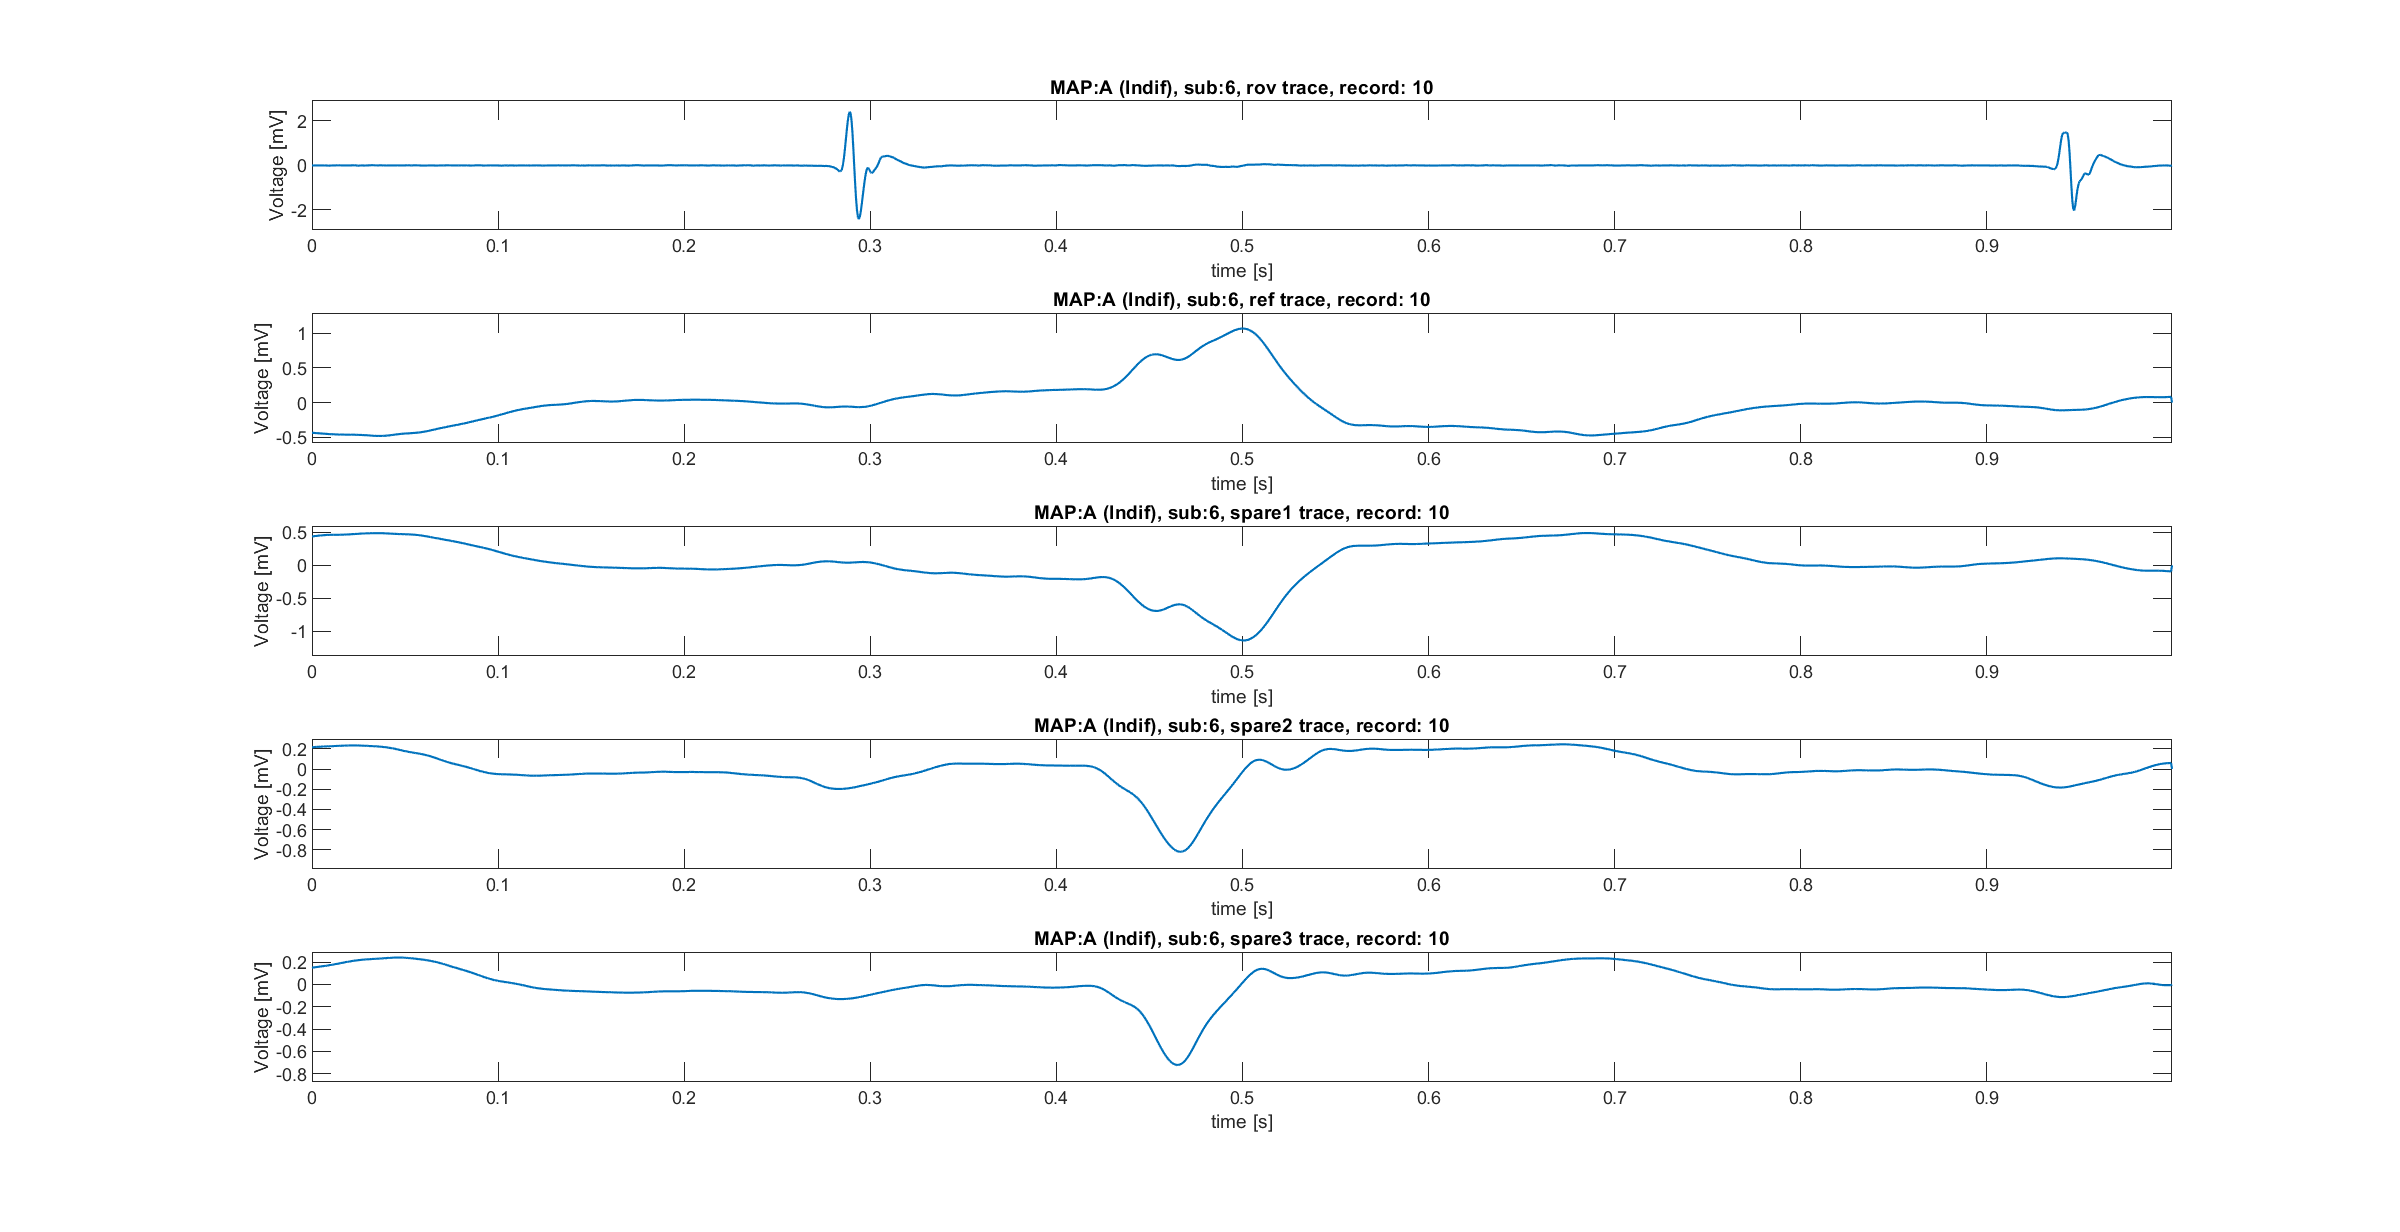 MAP:A (Indif), sub:6, rov trace, record: 10
Voltage [mV]
2
0
-2
0 0.1 0.2 0.3 0.4 0.5 0.6 0.7 0.8 0.9
time [s]
MAP:A (Indif), sub:6, ref trace, record: 10
Voltage [mV]
1
0.5
0
-0.5
0 0.1 0.2 0.3 0.4 0.5 0.6 0.7 0.8 0.9
time [s]
MAP:A (Indif), sub:6, spare1 trace, record: 10
Voltage [mV]
0.5
0
-0.5
-1
0 0.1 0.2 0.3 0.4 0.5 0.6 0.7 0.8 0.9
time [s]
MAP:A (Indif), sub:6, spare2 trace, record: 10
Voltage [mV]
0.2
0
-0.2
-0.4
-0.6
-0.8
0 0.1 0.2 0.3 0.4 0.5 0.6 0.7 0.8 0.9
time [s]
MAP:A (Indif), sub:6, spare3 trace, record: 10
Voltage [mV]
0.2
0
-0.2
-0.4
-0.6
-0.8
0 0.1 0.2 0.3 0.4 0.5 0.6 0.7 0.8 0.9
time [s]